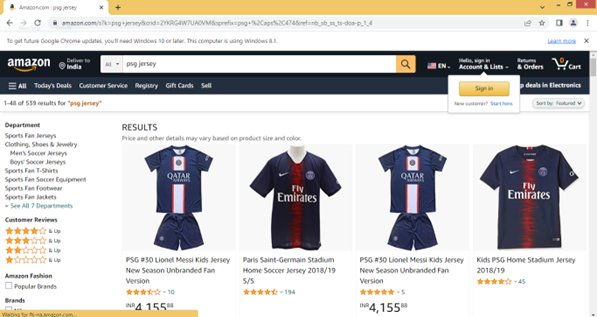 Amazon.com : psg jersey
amazon.com/s?k=psg+jersey&crid=2YKRG4W7UA0VM&sprefix=psg+%2Caps%2C474&ref=nb_sb_ss_ts-doa-p_1_4
To get future Google Chrome updates, you'll need Windows 10 or later. This computer is using Windows 8.1.
Learn more
amazon
Deliver to
India
All
psg jersey
EN
Hello, sign in
Account & Lists
Returns
& Orders
0
Cart
All
Today's Deals
Customer Service
Registry
Gift Cards
Sell
deals in Electronics
Sign in
New customer? Start here.
1-48 of 539 results for "psg jersey"
Sort by: Featured
Department
Sports Fan Jerseys
Clothing, Shoes & Jewelry
Men's Soccer Jerseys
Boys' Soccer Jerseys
Sports Fan T-Shirts
Sports Fan Soccer Equipment
Sports Fan Footwear
Sports Fan Jackets
See All 7 Departments
Customer Reviews
& Up
& Up
& Up
& Up
Amazon Fashion
Popular Brands
Brands
RESULTS
Price and other details may vary based on product size and color.
QATAR
AIRWAYS
Fly
Emirates
QATAR
AIRWAYS
Fly
Emirates
PSG #30 Lionel Messi Kids Jersey
New Season Unbranded Fan
Version
10
INR 4,155 88
Paris Saint-Germain Stadium
Home Soccer Jersey 2018/19
S/S
194
PSG #30 Lionel Messi Kids Jersey
New Season Unbranded Fan
Version
5
INR 4,155 88
Kids PSG Home Stadium Jersey
2018/19
45
Waiting for fls-na.amazon.com...